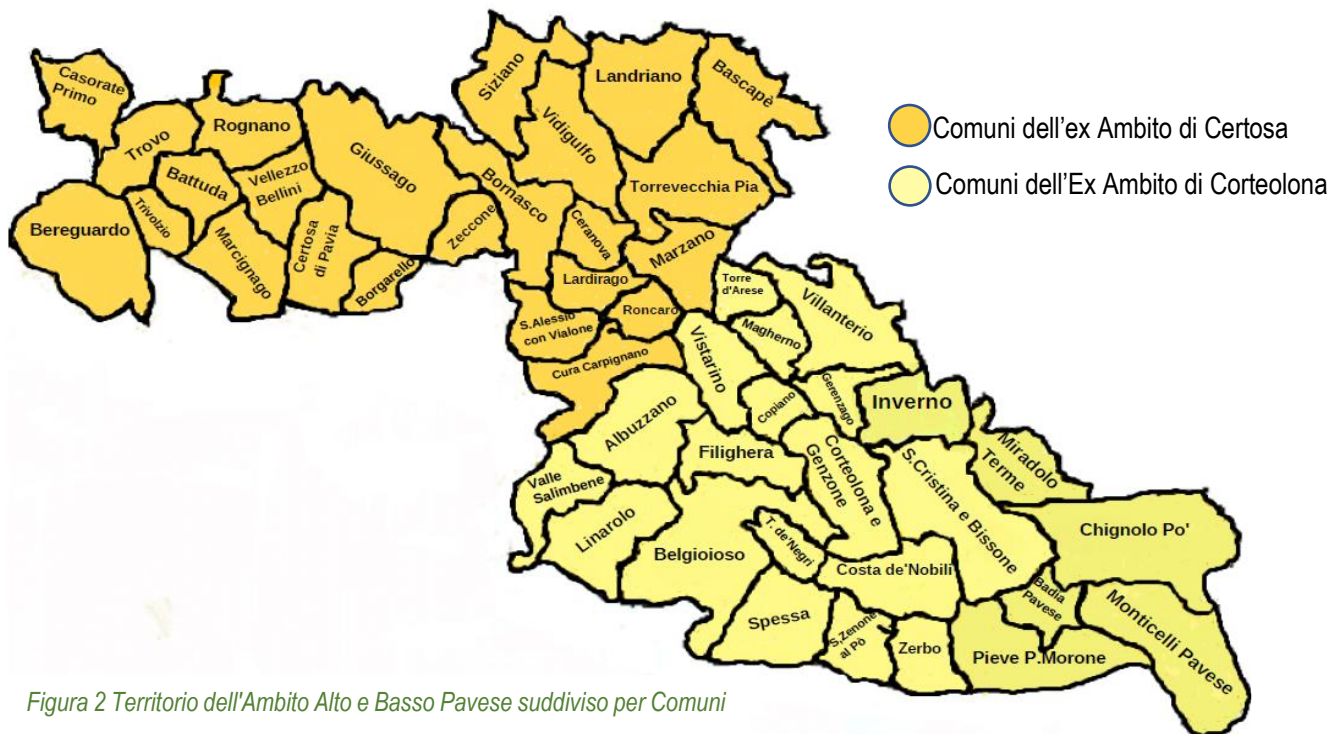 Casorate
Primo
Trovo
Rognano
Battuda
Vellezzo
Bellini
Giussago
Bereguardo
Trivolzio
Marcignago
Certosa
di Pavia
Borgarello
Zeccone
Bornasco
Siziano
Vidigulfo
Landriano
Bascapè
Torrevecchia Pia
Ceranova
Marzano
Lardirago
Roncaro
S.Alessio
con Vialone
Cura Carpignano
Comuni dell'ex Ambito di Certosa
Comuni dell'Ex Ambito di Corteolona
Torre
d'Arese
Villanterio
Magherno
Vistarino
Copiano
Gerenzago
Inverno
Miradolo
Terme
Albuzzano
Filighera
Corteolona e
Genzone
S.Cristina e Bissone
Valle
Salimbene
Linarolo
Belgioioso
T. de'Negri
Costa de'Nobili
Chignolo Po'
Badia
Pavese
Monticelli Pavese
Spessa
S,Zenone
al Pò
Zerbo
Pieve P.Morone
Figura 2 Territorio dell'Ambito Alto e Basso Pavese suddiviso per Comuni